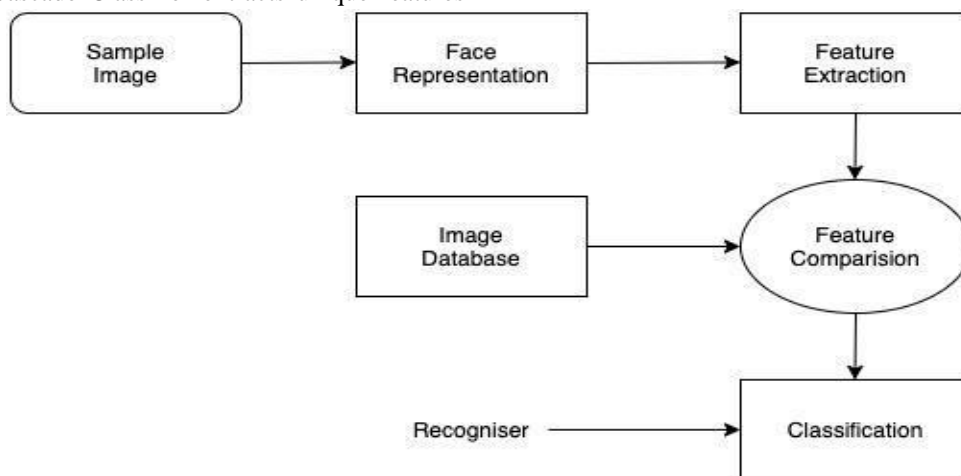 Sample
Image
Face
Representation
Feature
Extraction
Image
Database
Feature
Comparision
Recogniser
Classification